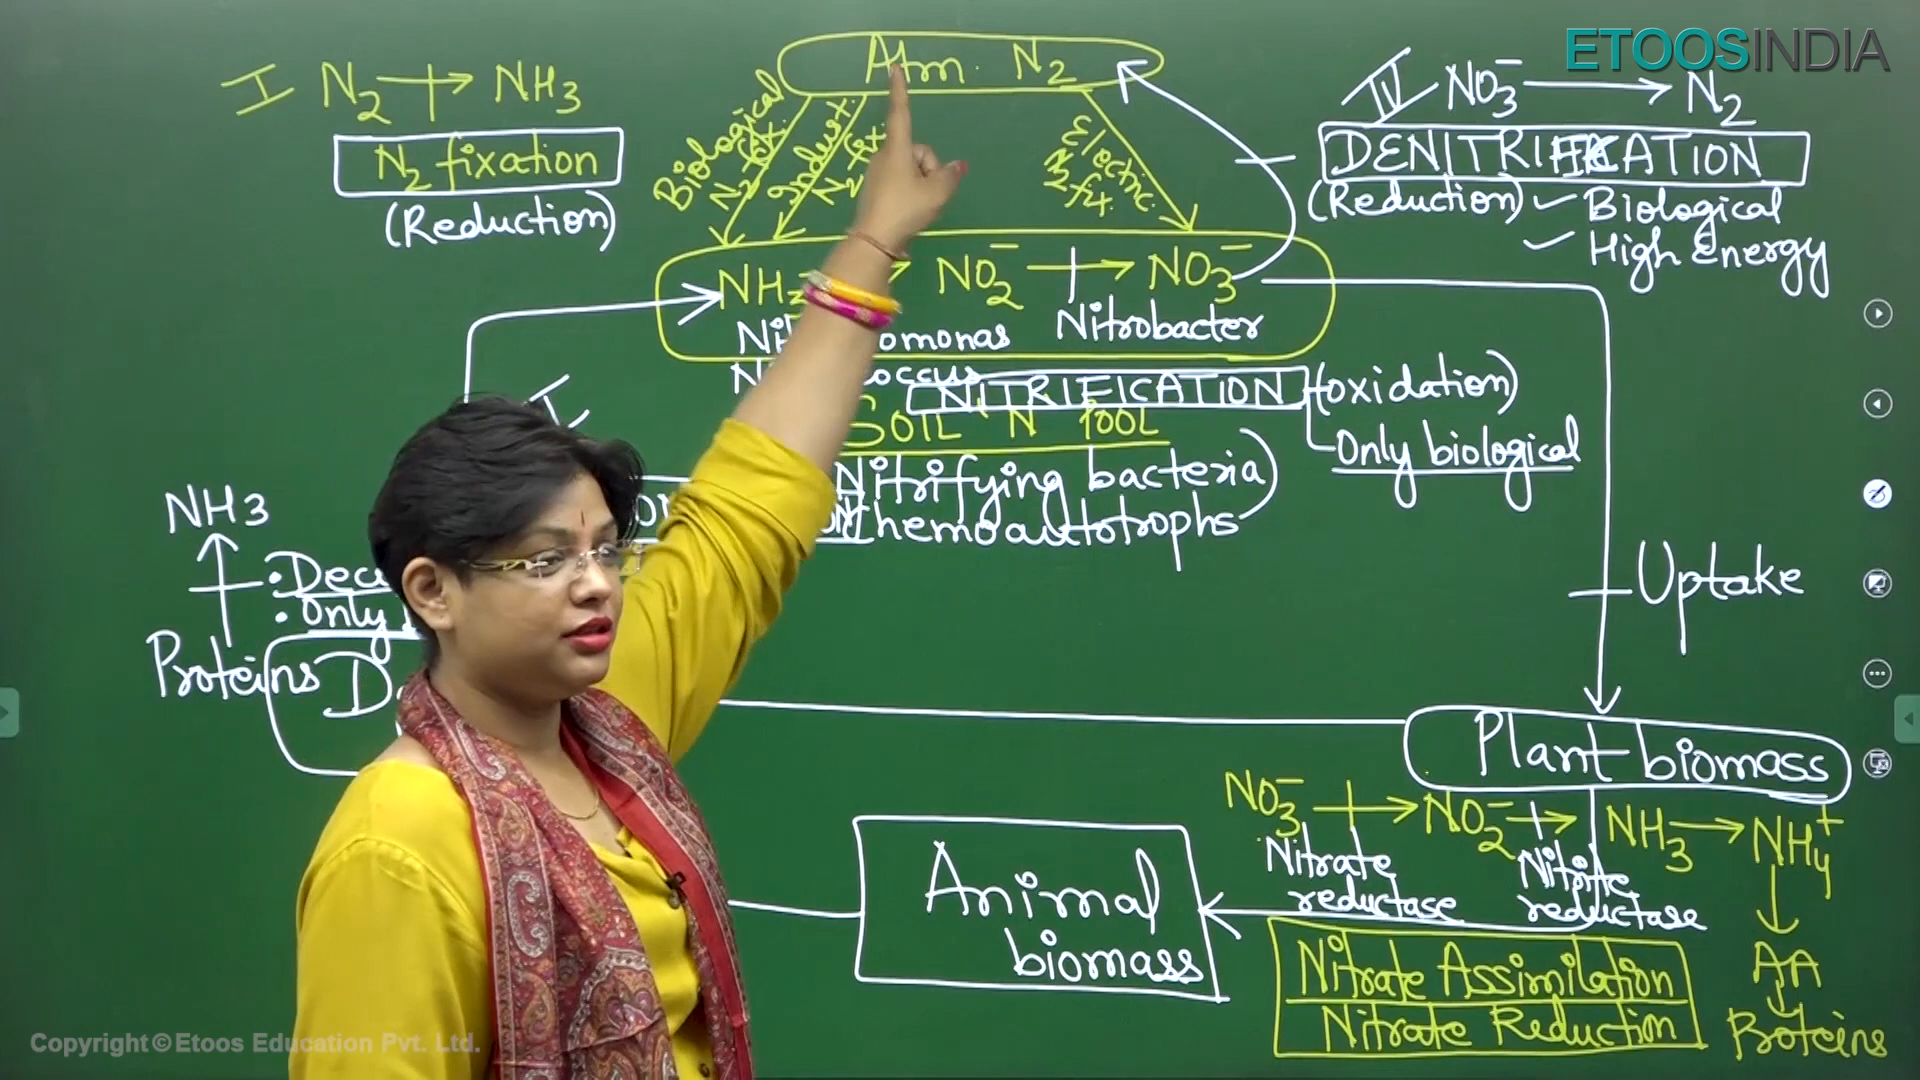 ETOOSINDIA
Atm. N2
I N2 → NH3
N2 fixation
(Reduction)
Biological N2 fix.
Indust. N2 fix.
Electric. N2 fx.
IV NO3⁻ → N2
DENITRIFICATION
(Reduction) ✓ Biological
✓ High energy
NO2⁻ → NO3⁻
Nitrobacter
NITRIFICATION (oxidation)
SOIL 'N' POOL
Only biological
Nitrifying bacteria)
Chemoautotrophs
NH3
• Only
Proteins
Uptake
Plant biomass
NO3⁻ → NO2⁻ → NH3 → NH4⁺
Nitrate reductase
Nitrite reductase
AA
Proteins
Animal
biomass
Nitrate Assimilation
Nitrate Reduction
Copyright © Etoos Education Pvt. Ltd.